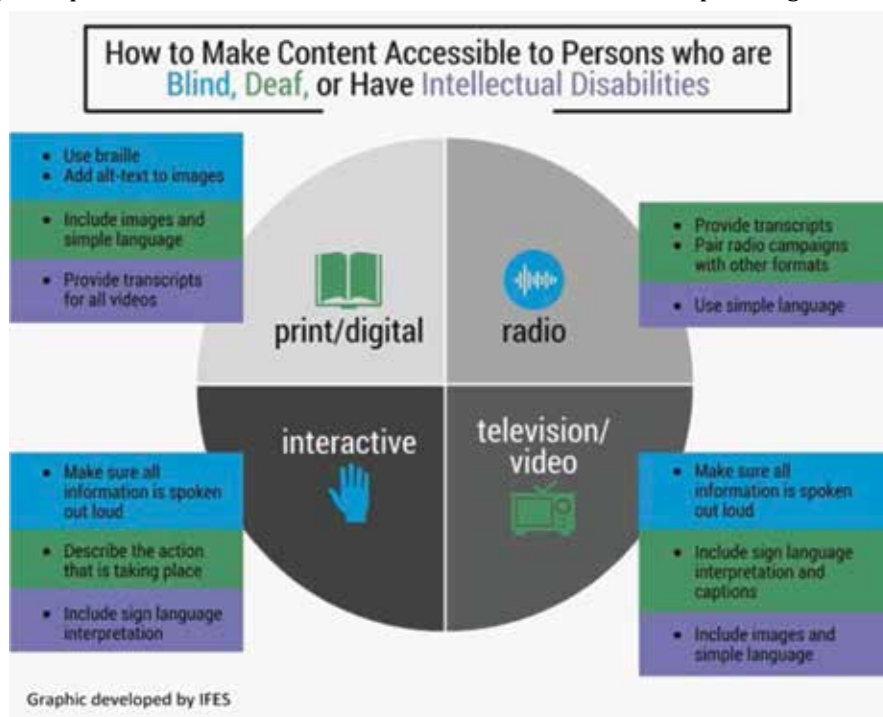 How to Make Content Accessible to Persons who are
Blind, Deaf, or Have Intellectual Disabilities
• Use braille
• Add alt-text to images
• Include images and
simple language
• Provide transcripts
for all videos
print/digital
radio
• Provide transcripts
• Pair radio campaigns
with other formats
• Use simple language
interactive
television/
video
• Make sure all
information is spoken
out loud
• Describe the action
that is taking place
• Include sign language
interpretation
• Make sure all
information is spoken
out loud
• Include sign language
interpretation and
captions
• Include images and
simple language
Graphic developed by IFES